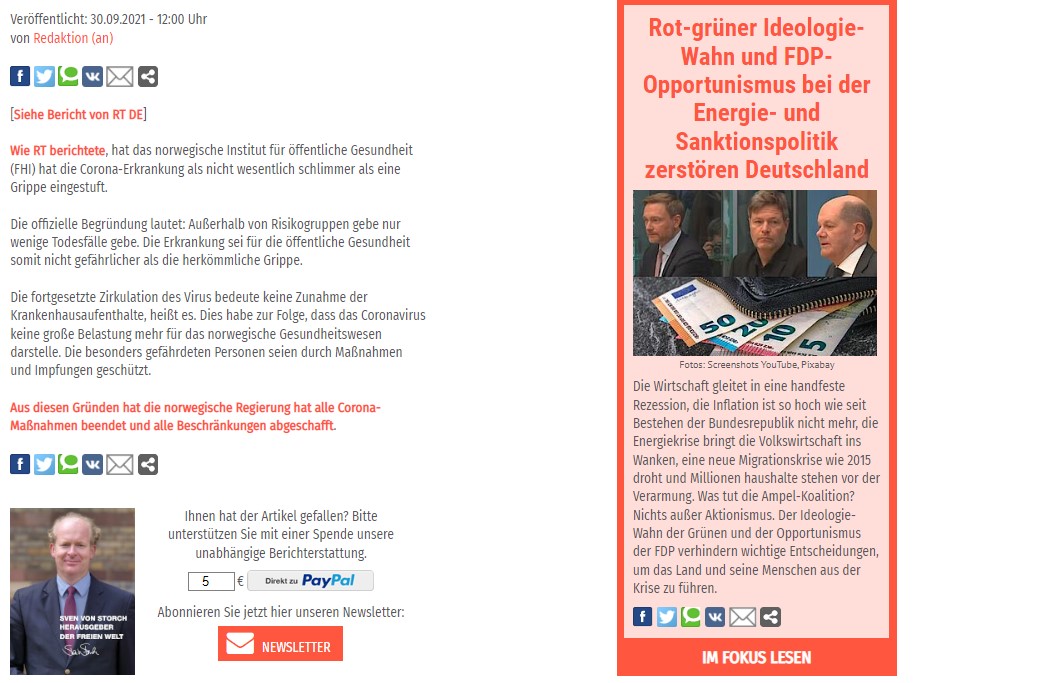 Veröffentlicht: 30.09.2021 - 12:00 Uhr
von Redaktion (an)
[Siehe Bericht von RT DE]
Wie RT berichtete, hat das norwegische Institut für öffentliche Gesundheit
(FHI) hat die Corona-Erkrankung als nicht wesentlich schlimmer als eine
Grippe eingestuft.
Die offizielle Begründung lautet: Außerhalb von Risikogruppen gebe nur
wenige Todesfälle gebe. Die Erkrankung sei für die öffentliche Gesundheit
somit nicht gefährlicher als die herkömmliche Grippe.
Die fortgesetzte Zirkulation des Virus bedeute keine Zunahme der
Krankenhausaufenthalte, heißt es. Dies habe zur Folge, dass das Coronavirus
keine große Belastung mehr für das norwegische Gesundheitswesen
darstelle. Die besonders gefährdeten Personen seien durch Maßnahmen
und Impfungen geschützt.
Aus diesen Gründen hat die norwegische Regierung hat alle Corona-
Maßnahmen beendet und alle Beschränkungen abgeschafft.
SVEN VON STORCH
HERAUSGEBER
DER FREIEN WELT
Ihnen hat der Artikel gefallen? Bitte
unterstützen Sie mit einer Spende unsere
unabhängige Berichterstattung.
5 € Direkt zu PayPal
Abonnieren Sie jetzt hier unseren Newsletter:
NEWSLETTER
Rot-grüner Ideologie-
Wahn und FDP-
Opportunismus bei der
Energie- und
Sanktionspolitik
zerstören Deutschland
50 20 10 5
Fotos: Screenshots YouTube, Pixabay
Die Wirtschaft gleitet in eine handfeste
Rezession, die Inflation ist so hoch wie seit
Bestehen der Bundesrepublik nicht mehr, die
Energiekrise bringt die Volkswirtschaft ins
Wanken, eine neue Migrationskrise wie 2015
droht und Millionen haushalte stehen vor der
Verarmung. Was tut die Ampel-Koalition?
Nichts außer Aktionismus. Der Ideologie-
Wahn der Grünen und der Opportunismus
der FDP verhindern wichtige Entscheidungen,
um das Land und seine Menschen aus der
Krise zu führen.
IM FOKUS LESEN